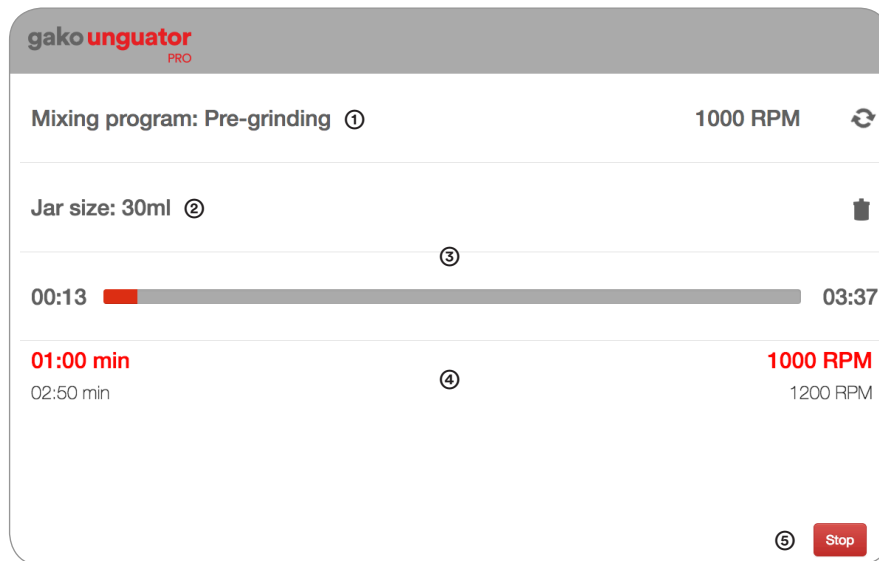 gako unguator
PRO
Mixing program: Pre-grinding ① 1000 RPM
Jar size: 30ml ②
③
00:13 03:37
01:00 min 1000 RPM
④
02:50 min 1200 RPM
⑤ Stop